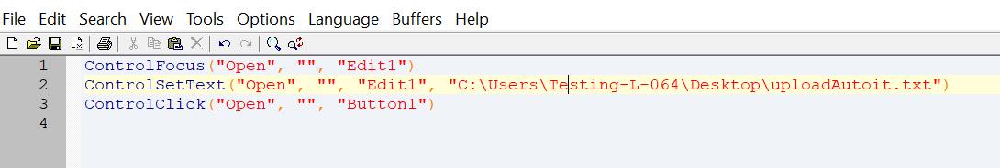 File Edit Search View Tools Options Language Buffers Help
1 ControlFocus("Open", "", "Edit1")
2 ControlSetText("Open", "", "Edit1", "C:\Users\Testing-L-064\Desktop\uploadAutoit.txt")
3 ControlClick("Open", "", "Button1")
4